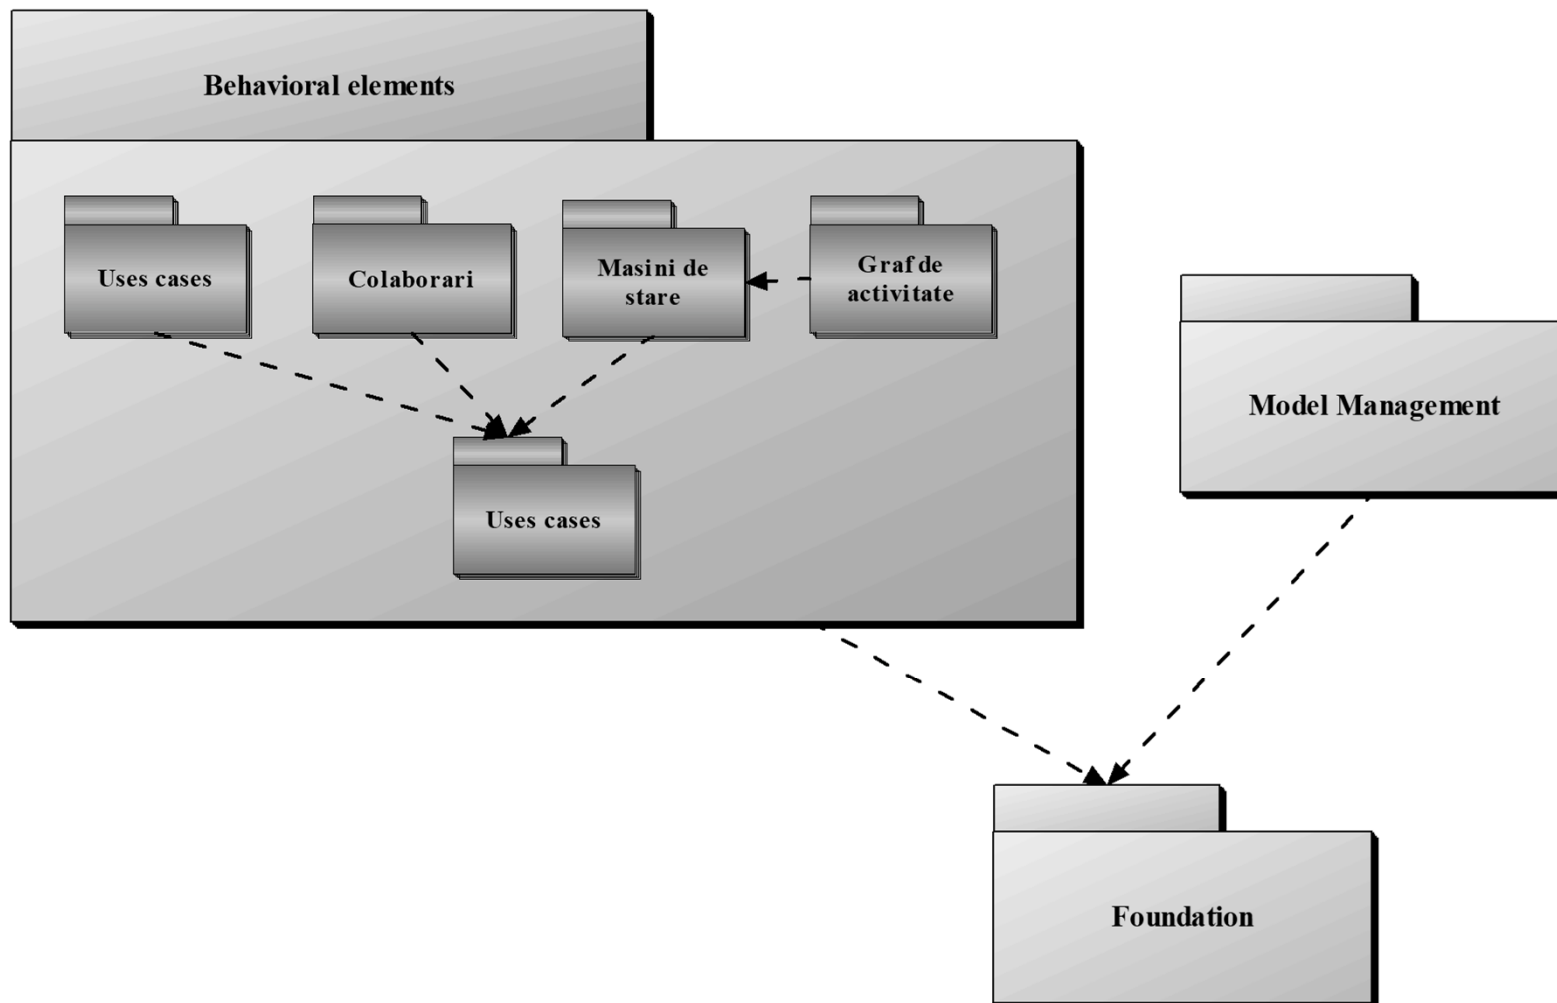 Behavioral elements
Uses cases
Colaborari
Masini de
stare
Graf de
activitate
Uses cases
Model Management
Foundation